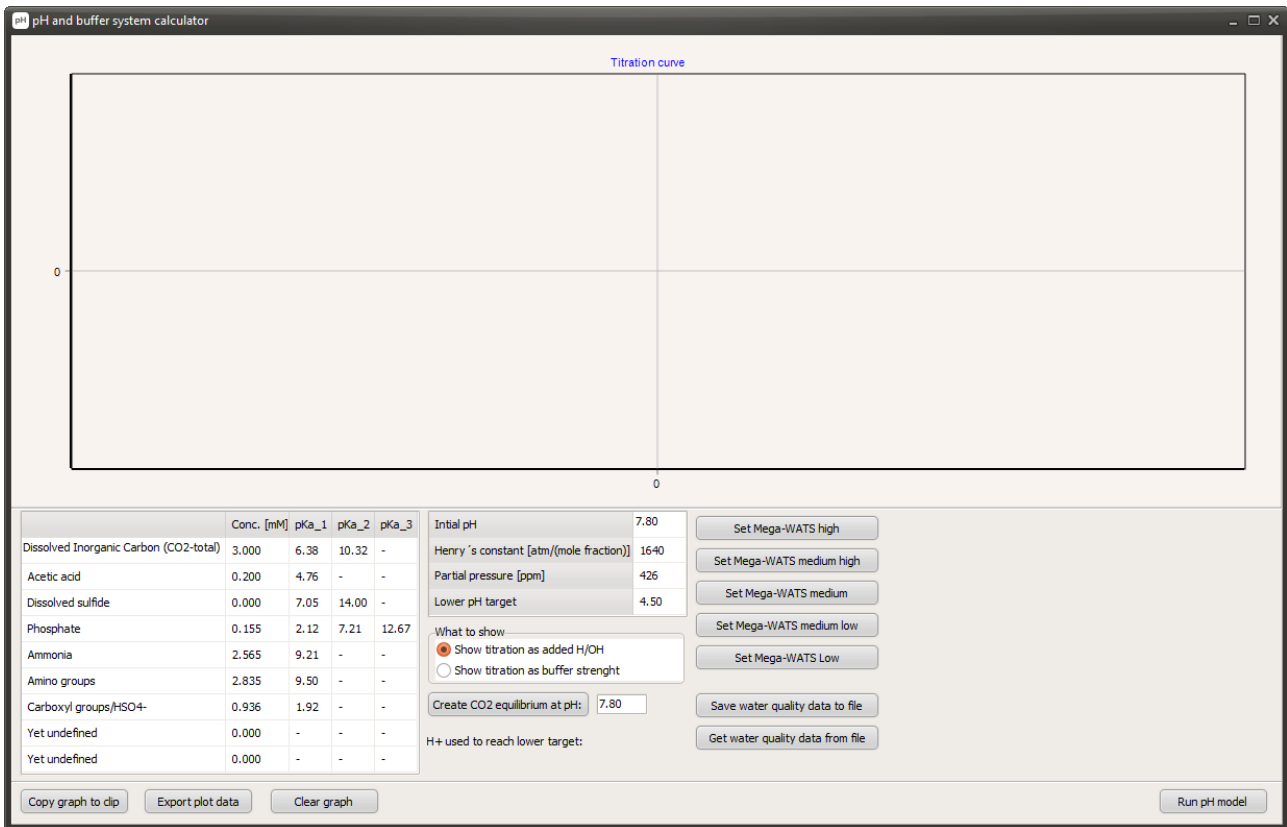 pH pH and buffer system calculator
Titration curve
0
0
Conc. [mM] pKa_1 pKa_2 pKa_3
Dissolved Inorganic Carbon (CO2-total) 3.000 6.38 10.32 -
Acetic acid 0.200 4.76 - -
Dissolved sulfide 0.000 7.05 14.00 -
Phosphate 0.155 2.12 7.21 12.67
Ammonia 2.565 9.21 - -
Amino groups 2.835 9.50 - -
Carboxyl groups/HSO4- 0.936 1.92 - -
Yet undefined 0.000 - - -
Yet undefined 0.000 - - -
Intial pH 7.80
Henry´s constant [atm/(mole fraction)] 1640
Partial pressure [ppm] 426
Lower pH target 4.50
What to show
Show titration as added H/OH
Show titration as buffer strenght
Create CO2 equilibrium at pH: 7.80
H+ used to reach lower target:
Set Mega-WATS high
Set Mega-WATS medium high
Set Mega-WATS medium
Set Mega-WATS medium low
Set Mega-WATS Low
Save water quality data to file
Get water quality data from file
Copy graph to clip Export plot data Clear graph Run pH model